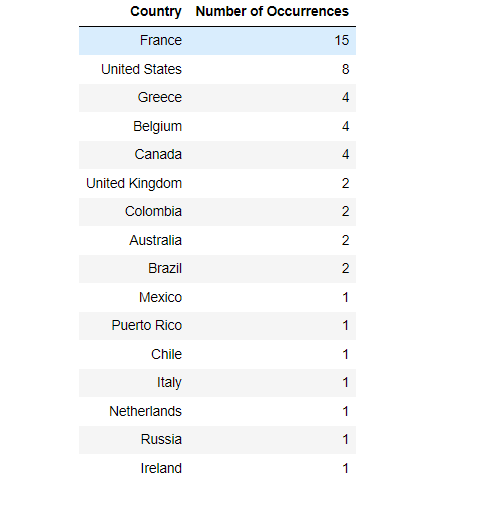 Country Number of Occurrences
France 15
United States 8
Greece 4
Belgium 4
Canada 4
United Kingdom 2
Colombia 2
Australia 2
Brazil 2
Mexico 1
Puerto Rico 1
Chile 1
Italy 1
Netherlands 1
Russia 1
Ireland 1